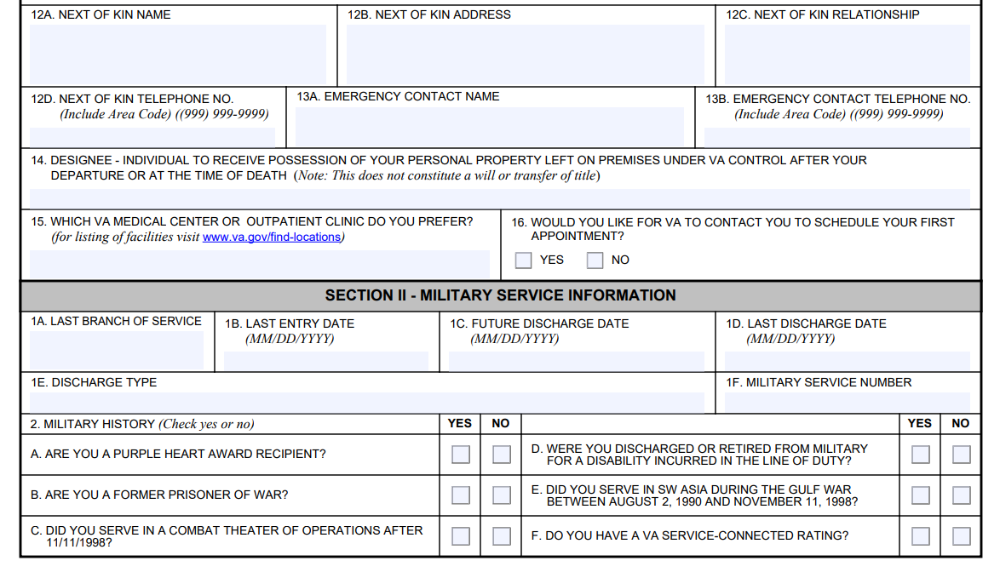 12A. NEXT OF KIN NAME
12B. NEXT OF KIN ADDRESS
12C. NEXT OF KIN RELATIONSHIP
12D. NEXT OF KIN TELEPHONE NO.
(Include Area Code) ((999) 999-9999)
13A. EMERGENCY CONTACT NAME
13B. EMERGENCY CONTACT TELEPHONE NO.
(Include Area Code) ((999) 999-9999)
14. DESIGNEE - INDIVIDUAL TO RECEIVE POSSESSION OF YOUR PERSONAL PROPERTY LEFT ON PREMISES UNDER VA CONTROL AFTER YOUR
DEPARTURE OR AT THE TIME OF DEATH (Note: This does not constitute a will or transfer of title)
15. WHICH VA MEDICAL CENTER OR OUTPATIENT CLINIC DO YOU PREFER?
(for listing of facilities visit www.va.gov/find-locations)
16. WOULD YOU LIKE FOR VA TO CONTACT YOU TO SCHEDULE YOUR FIRST
APPOINTMENT?
YES NO
SECTION II - MILITARY SERVICE INFORMATION
1A. LAST BRANCH OF SERVICE
1B. LAST ENTRY DATE
(MM/DD/YYYY)
1C. FUTURE DISCHARGE DATE
(MM/DD/YYYY)
1D. LAST DISCHARGE DATE
(MM/DD/YYYY)
1E. DISCHARGE TYPE
1F. MILITARY SERVICE NUMBER
2. MILITARY HISTORY (Check yes or no)
YES NO
YES NO
A. ARE YOU A PURPLE HEART AWARD RECIPIENT?
D. WERE YOU DISCHARGED OR RETIRED FROM MILITARY
FOR A DISABILITY INCURRED IN THE LINE OF DUTY?
B. ARE YOU A FORMER PRISONER OF WAR?
E. DID YOU SERVE IN SW ASIA DURING THE GULF WAR
BETWEEN AUGUST 2, 1990 AND NOVEMBER 11, 1998?
C. DID YOU SERVE IN A COMBAT THEATER OF OPERATIONS AFTER
11/11/1998?
F. DO YOU HAVE A VA SERVICE-CONNECTED RATING?